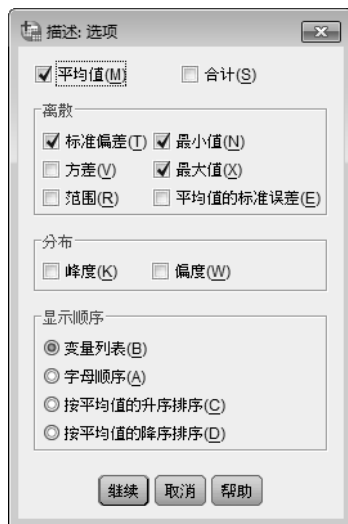 描述: 选项
平均值(M) 合计(S)
离散
标准偏差(T) 最小值(N)
方差(V) 最大值(X)
范围(R) 平均值的标准误差(E)
分布
峰度(K) 偏度(W)
显示顺序
变量列表(B)
字母顺序(A)
按平均值的升序排序(C)
按平均值的降序排序(D)
继续 取消 帮助